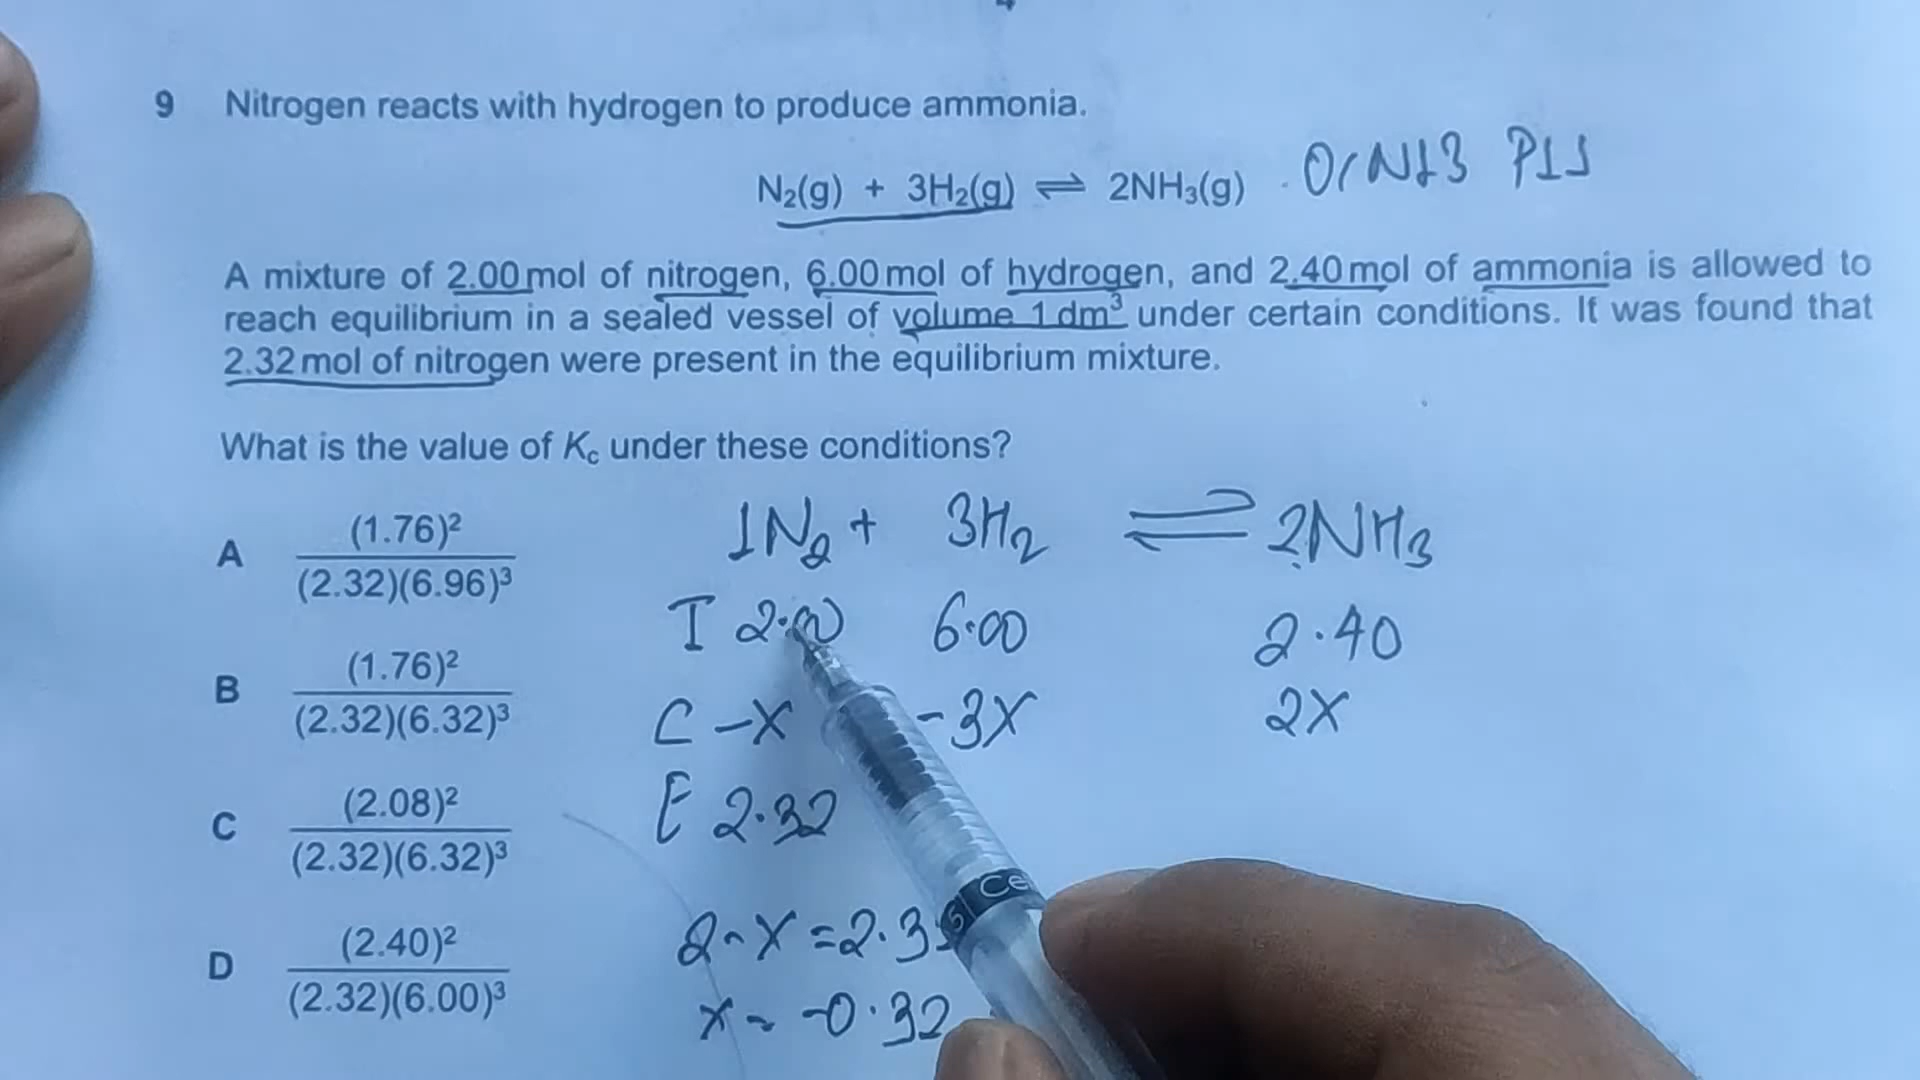 9 Nitrogen reacts with hydrogen to produce ammonia.
N₂(g) + 3H₂(g) ⇌ 2NH₃(g) O/N13 P11
A mixture of 2.00 mol of nitrogen, 6.00 mol of hydrogen, and 2.40 mol of ammonia is allowed to
reach equilibrium in a sealed vessel of volume 1 dm³ under certain conditions. It was found that
2.32 mol of nitrogen were present in the equilibrium mixture.
What is the value of Kc under these conditions?
A (1.76)² / (2.32)(6.96)³
B (1.76)² / (2.32)(6.32)³
C (2.08)² / (2.32)(6.32)³
D (2.40)² / (2.32)(6.00)³
1N₂ + 3H₂ ⇌ 2NH₃
I 2.00 6.00 2.40
C -x -3x 2x
E 2.32
2-x = 2.3
x = -0.32